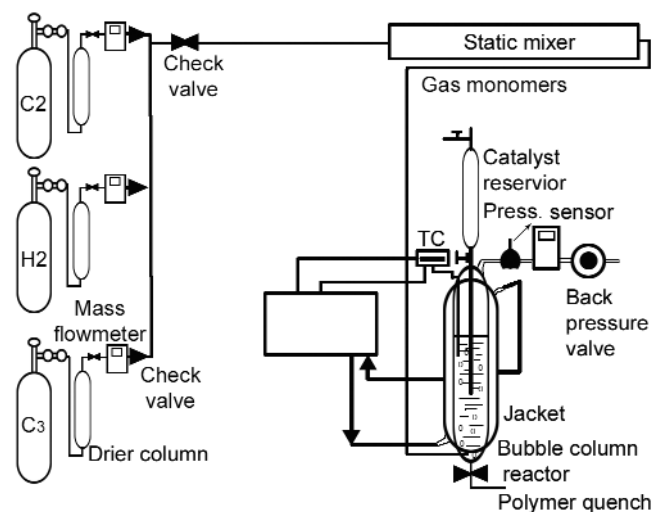 Static mixer
Check
valve
C2
Gas monomers
Catalyst
reservior
Press. sensor
H2
TC
Mass
flowmeter
Back
pressure
valve
Check
valve
C3
Jacket
Drier column
Bubble column
reactor
Polymer quench